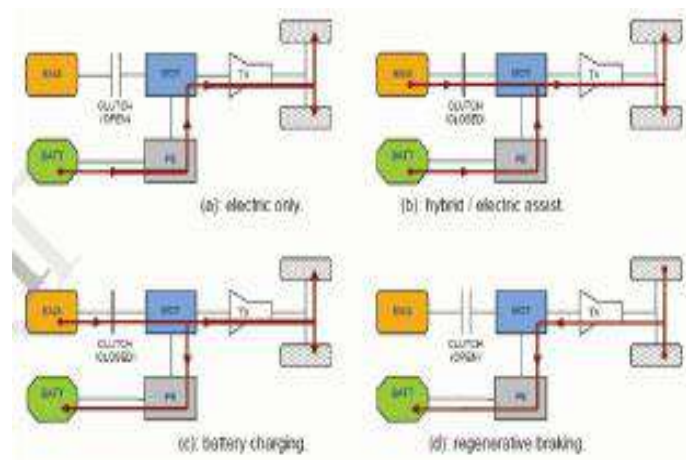 ENG
MOT
TX
CLUTCH
(OPEN)
BATT
PE
(a): electric only.
ENG
MOT
TX
CLUTCH
(CLOSED)
BATT
PE
(b): hybrid / electric assist.
ENG
MOT
TX
CLUTCH
(CLOSED)
BATT
PE
(c): battery charging.
ENG
MOT
TX
CLUTCH
(OPEN)
BATT
PE
(d): regenerative braking.